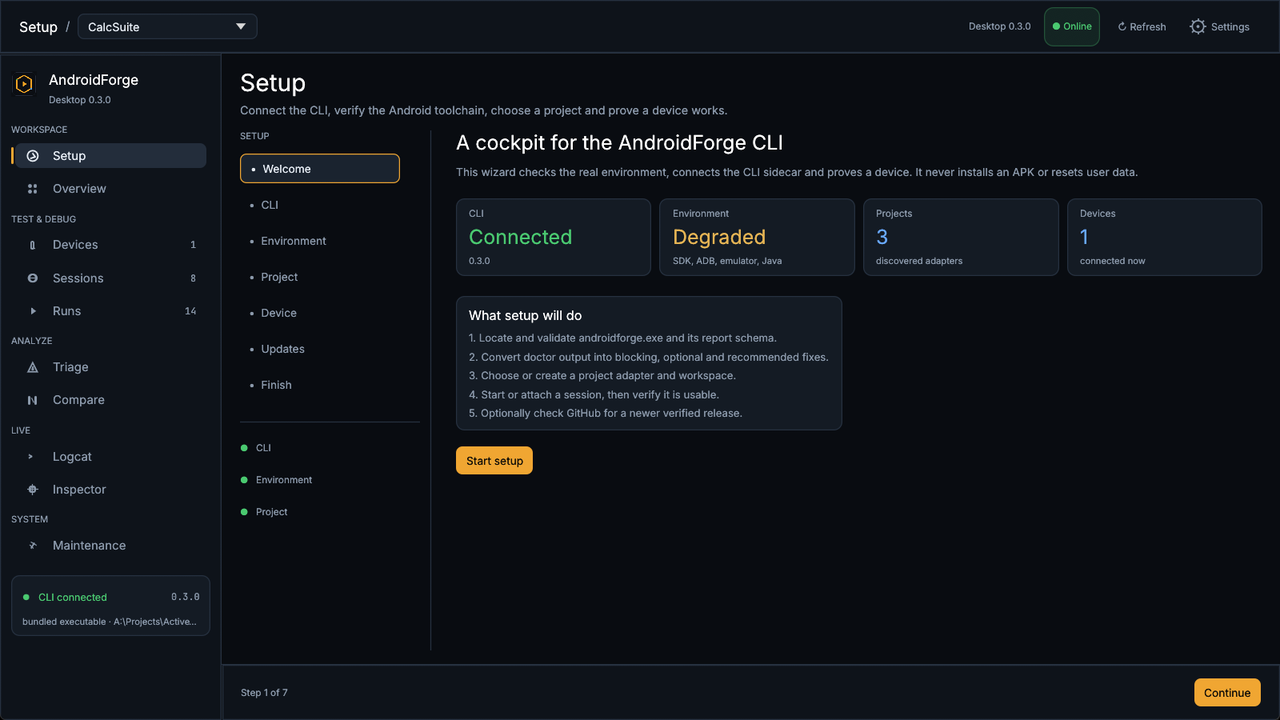 Setup / CalcSuite
Desktop 0.3.0
Online
Refresh
Settings
AndroidForge
Desktop 0.3.0
WORKSPACE
Setup
Overview
TEST & DEBUG
Devices 1
Sessions 8
Runs 14
ANALYZE
Triage
Compare
LIVE
Logcat
Inspector
SYSTEM
Maintenance
CLI connected 0.3.0
bundled executable · A:\Projects\Active...
Setup
Connect the CLI, verify the Android toolchain, choose a project and prove a device works.
SETUP
Welcome
CLI
Environment
Project
Device
Updates
Finish
CLI
Environment
Project
A cockpit for the AndroidForge CLI
This wizard checks the real environment, connects the CLI sidecar and proves a device. It never installs an APK or resets user data.
CLI
Connected
0.3.0
Environment
Degraded
SDK, ADB, emulator, Java
Projects
3
discovered adapters
Devices
1
connected now
What setup will do
1. Locate and validate androidforge.exe and its report schema.
2. Convert doctor output into blocking, optional and recommended fixes.
3. Choose or create a project adapter and workspace.
4. Start or attach a session, then verify it is usable.
5. Optionally check GitHub for a newer verified release.
Start setup
Step 1 of 7
Continue